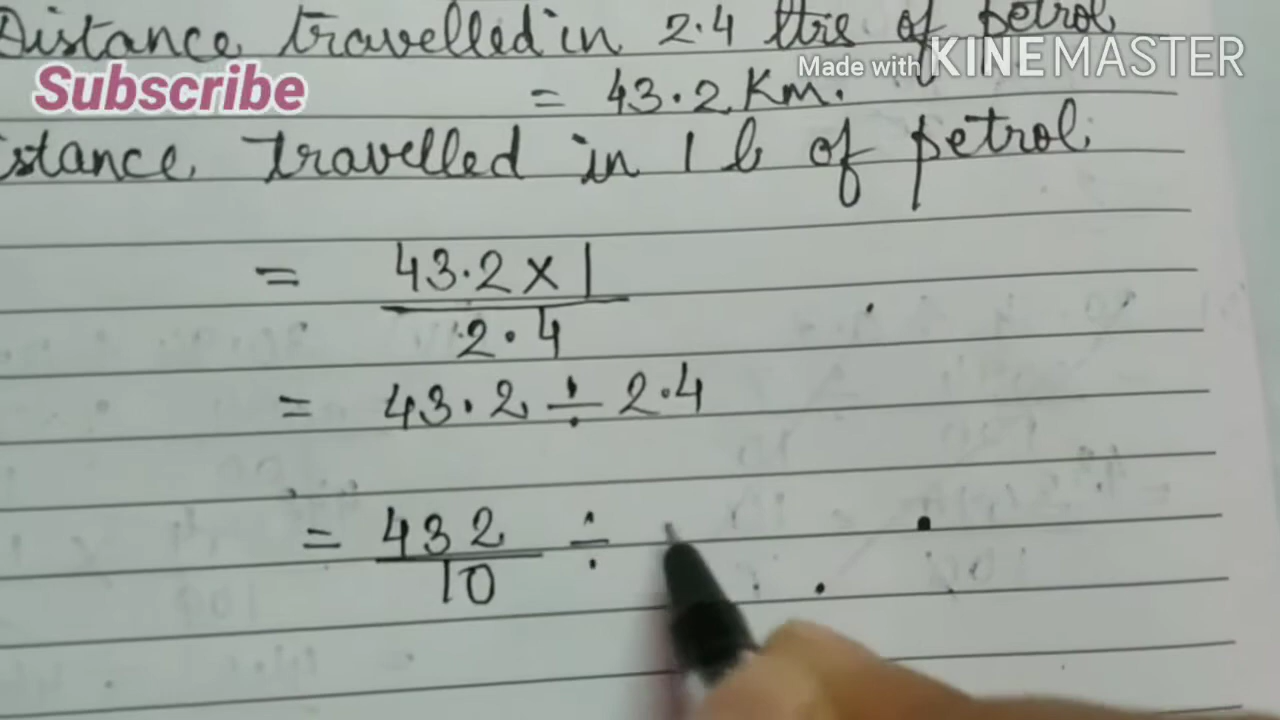 Distance travelled in 2.4 ltrs of petrol
Made with KINEMASTER
Subscribe
= 43.2 Km.
istance travelled in 1 l of petrol
= 43.2 × 1
2.4
= 43.2 ÷ 2.4
= 432 ÷
10